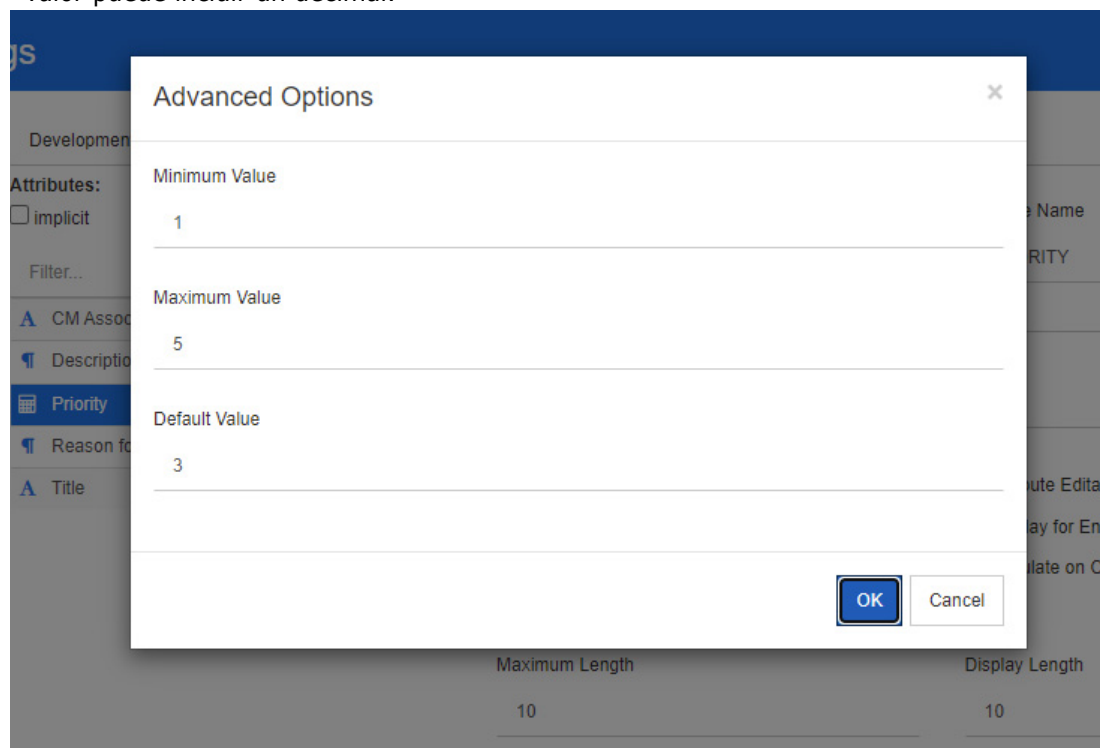 valor puede incluir un decimal.
gs
Advanced Options
×
Developmen
Attributes:
Minimum Value
implicit
1
e Name
Filter...
RITY
Maximum Value
A CM Assoc
5
¶ Descriptio
Priority
Default Value
¶ Reason fo
3
A Title
ute Edita
lay for En
ulate on C
OK Cancel
Maximum Length Display Length
10 10